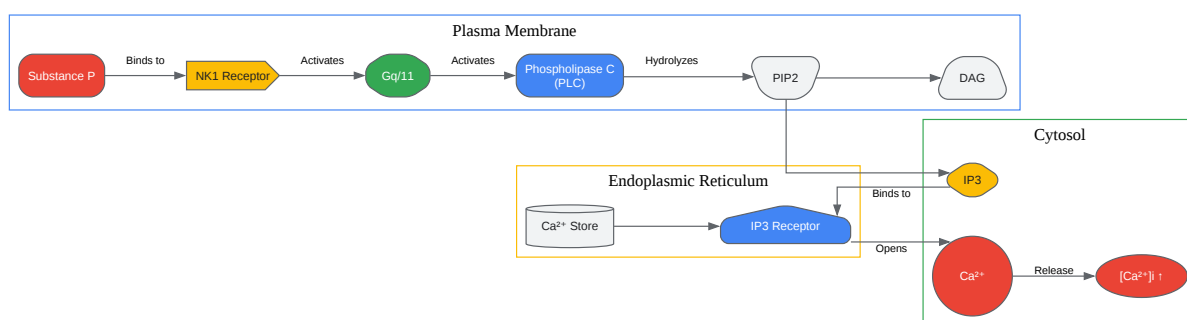 Plasma Membrane
Substance P
Binds to
NK1 Receptor
Activates
Gq/11
Activates
Phospholipase C
(PLC)
Hydrolyzes
PIP2
DAG
Cytosol
Endoplasmic Reticulum
IP3
Binds to
Ca²⁺ Store
IP3 Receptor
Opens
Ca²⁺
Release
[Ca²⁺]i ↑